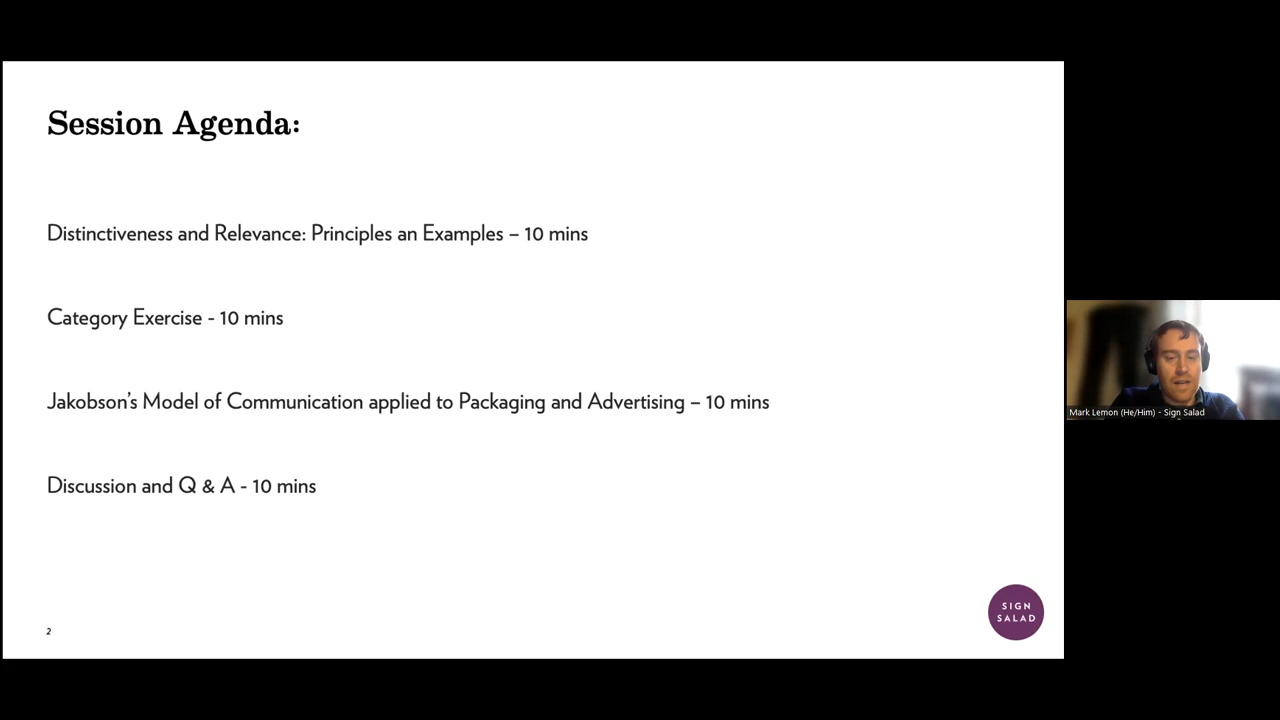 Session Agenda:
Distinctiveness and Relevance: Principles an Examples – 10 mins
Category Exercise - 10 mins
Jakobson's Model of Communication applied to Packaging and Advertising – 10 mins
Discussion and Q & A - 10 mins
2
SIGN
SALAD
Mark Lemon (He/Him) - Sign Salad